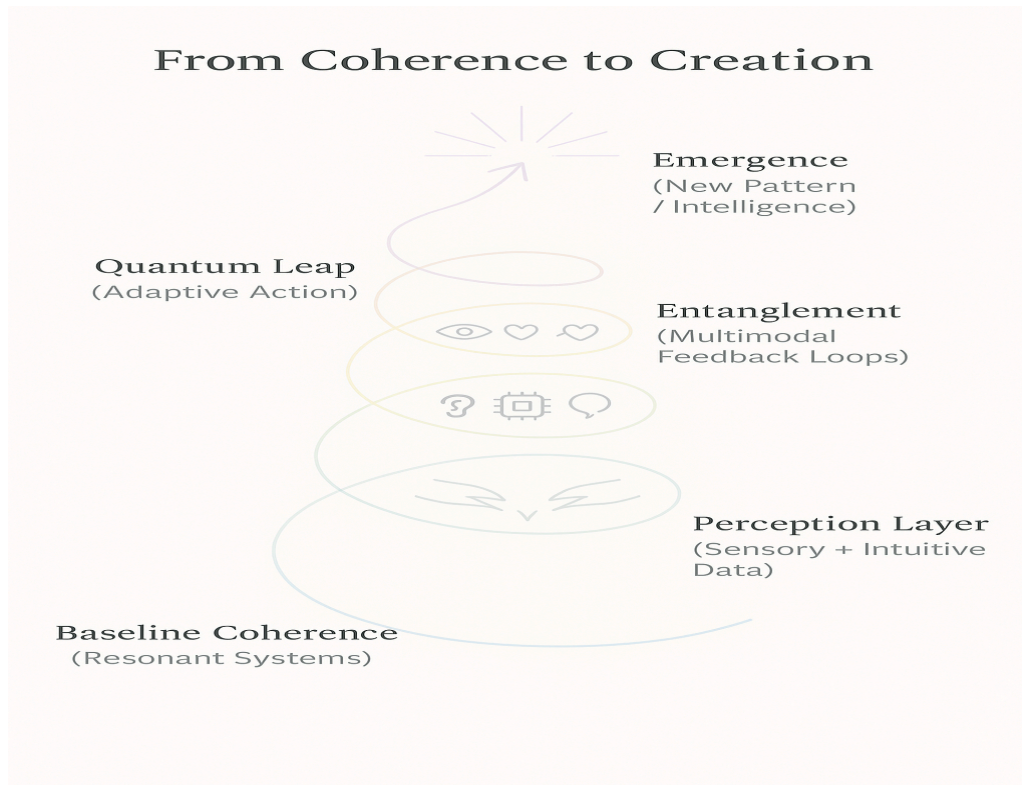 From Coherence to Creation
Emergence
(New Pattern
/ Intelligence)
Quantum Leap
(Adaptive Action)
Entanglement
(Multimodal
Feedback Loops)
Perception Layer
(Sensory + Intuitive
Data)
Baseline Coherence
(Resonant Systems)